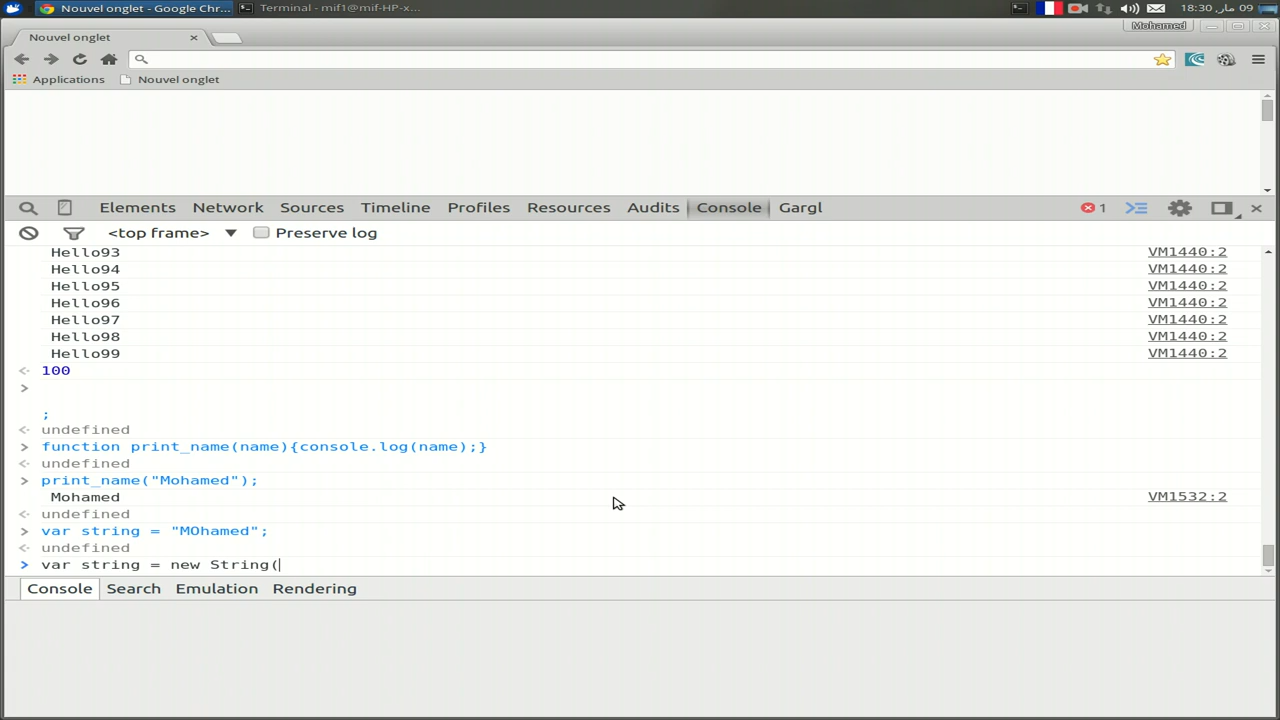 Nouvel onglet - Google Chr... Terminal - mif1@mif-HP-x... 09 مار, 18:30
Nouvel onglet Mohamed
Applications Nouvel onglet
Elements Network Sources Timeline Profiles Resources Audits Console Gargl 1
<top frame> Preserve log
Hello93 VM1440:2
Hello94 VM1440:2
Hello95 VM1440:2
Hello96 VM1440:2
Hello97 VM1440:2
Hello98 VM1440:2
Hello99 VM1440:2
100
>
;
undefined
> function print_name(name){console.log(name);}
undefined
> print_name("Mohamed");
Mohamed VM1532:2
undefined
> var string = "MOhamed";
undefined
> var string = new String(
Console Search Emulation Rendering